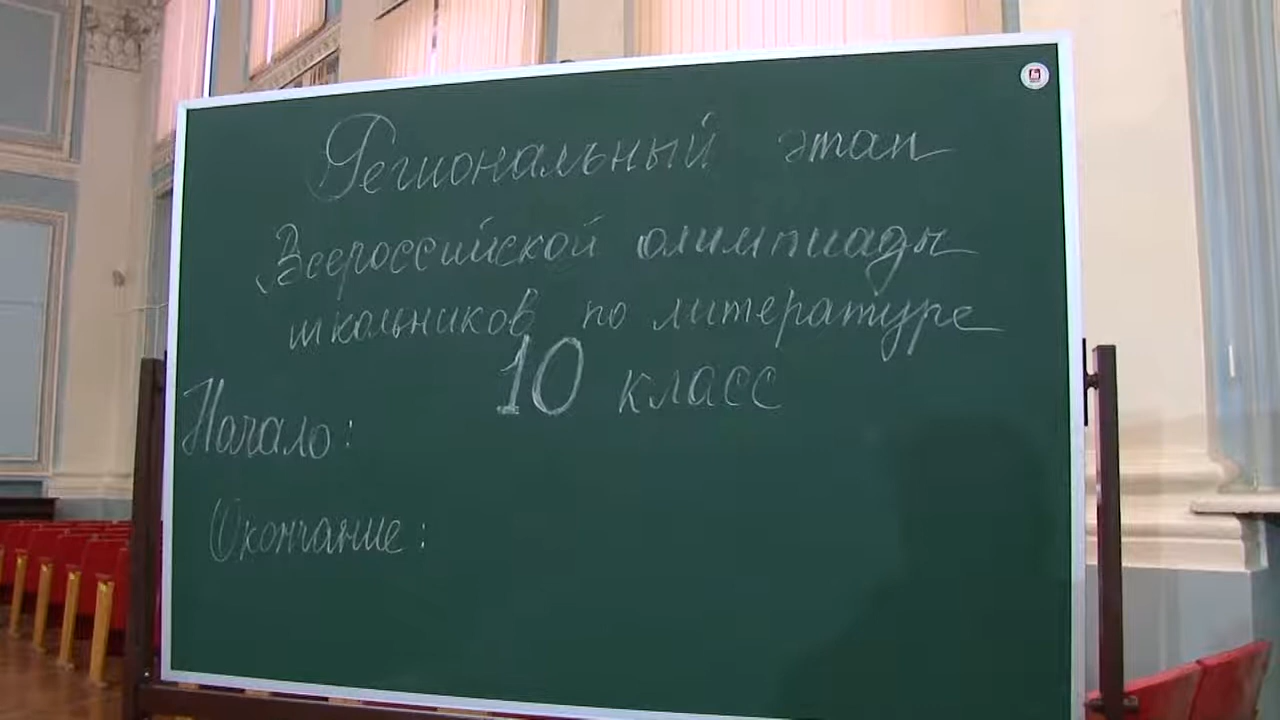 Региональный этап
Всероссийской олимпиады
школьников по литературе
10 класс
Начало:
Окончание: